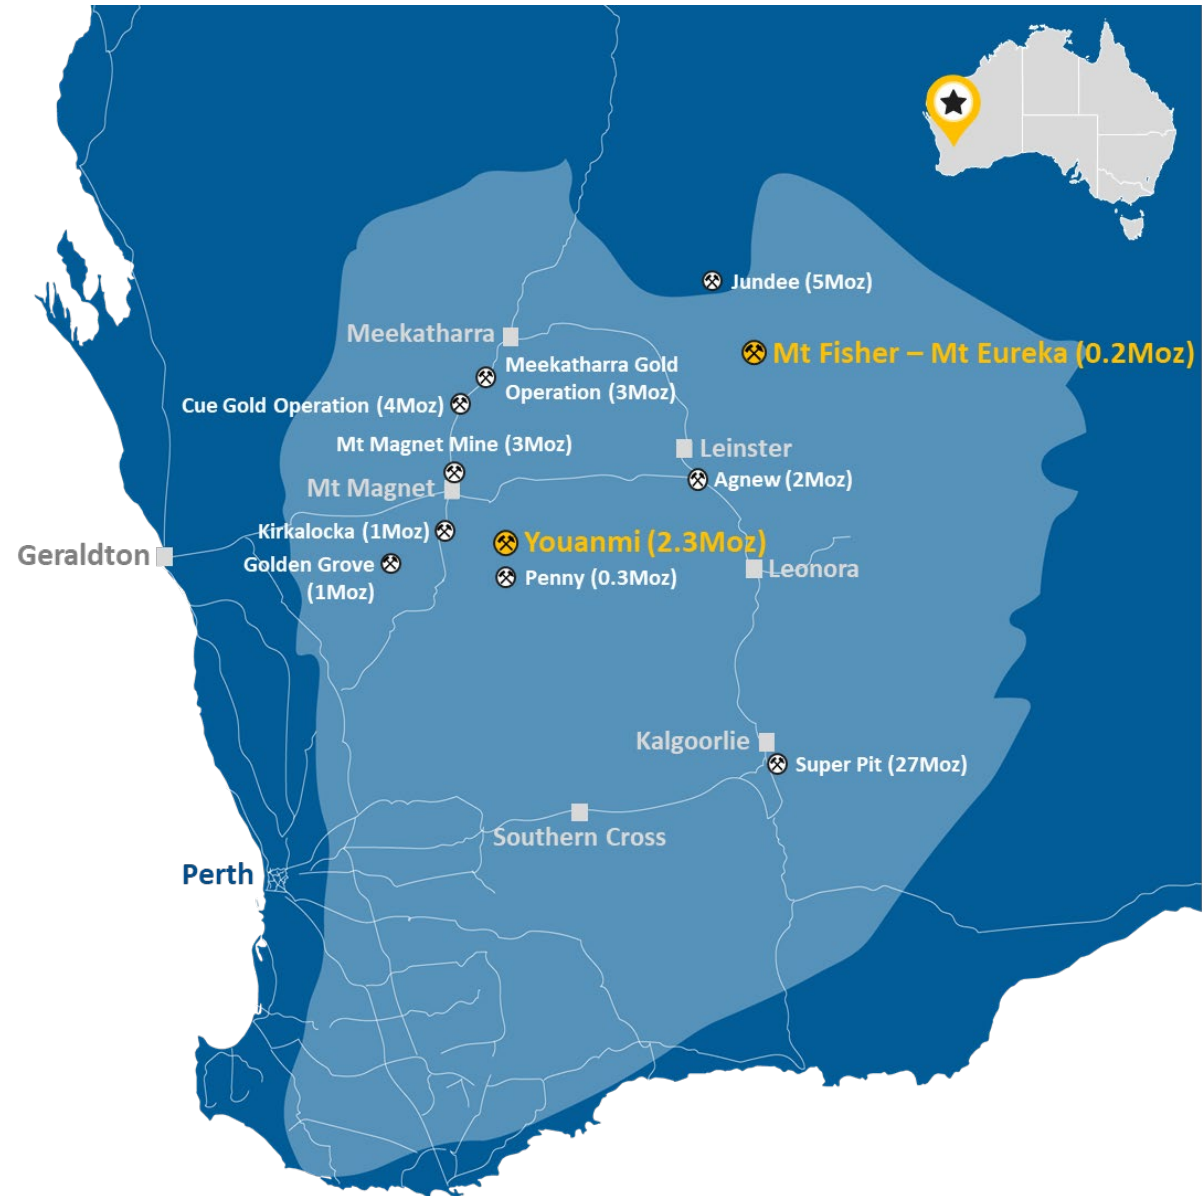 Jundee (5Moz)
Meekatharra
Mt Fisher – Mt Eureka (0.2Moz)
Meekatharra Gold
Operation (3Moz)
Cue Gold Operation (4Moz)
Mt Magnet Mine (3Moz)
Leinster
Agnew (2Moz)
Mt Magnet
Kirkalocka (1Moz)
Youanmi (2.3Moz)
Geraldton
Golden Grove
(1Moz)
Penny (0.3Moz)
Leonora
Kalgoorlie
Super Pit (27Moz)
Southern Cross
Perth